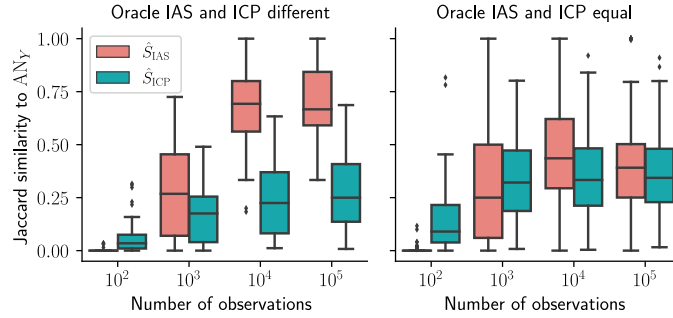 Oracle IAS and ICP different
Oracle IAS and ICP equal
Jaccard similarity to AN_Y
1.00
0.75
0.50
0.25
0.00
Ŝ_IAS
Ŝ_ICP
10^2 10^3 10^4 10^5
10^2 10^3 10^4 10^5
Number of observations
Number of observations